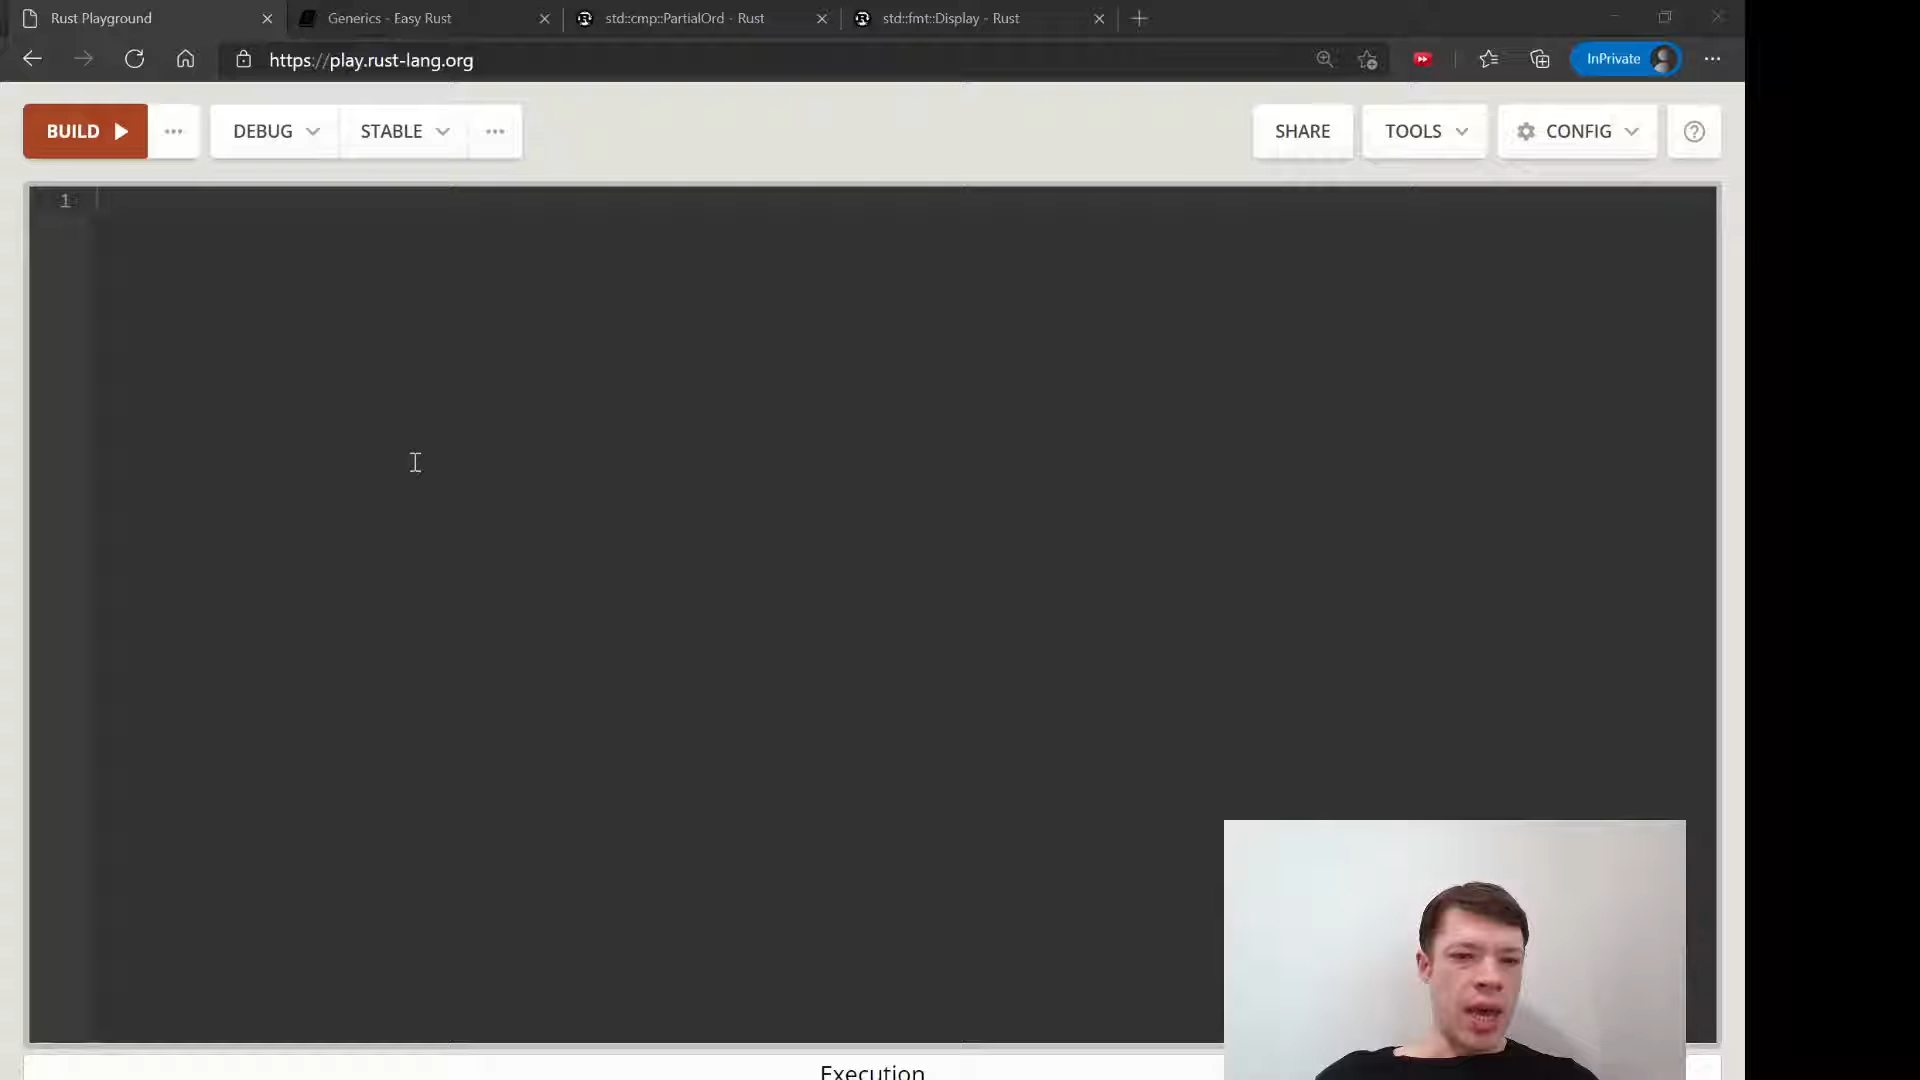 Rust Playground
Generics - Easy Rust
std::cmp::PartialOrd - Rust
std::fmt::Display - Rust
https://play.rust-lang.org
InPrivate
BUILD
DEBUG
STABLE
SHARE
TOOLS
CONFIG
1
Execution